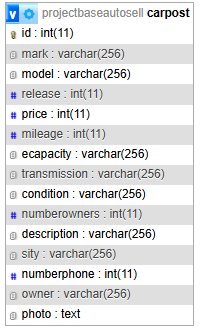 projectbaseautosell carpost
id : int(11)
mark : varchar(256)
model : varchar(256)
release : int(11)
price : int(11)
mileage : int(11)
ecapacity : varchar(256)
transmission : varchar(256)
condition : varchar(256)
numberowners : int(11)
description : varchar(256)
sity : varchar(256)
numberphone : int(11)
owner : varchar(256)
photo : text